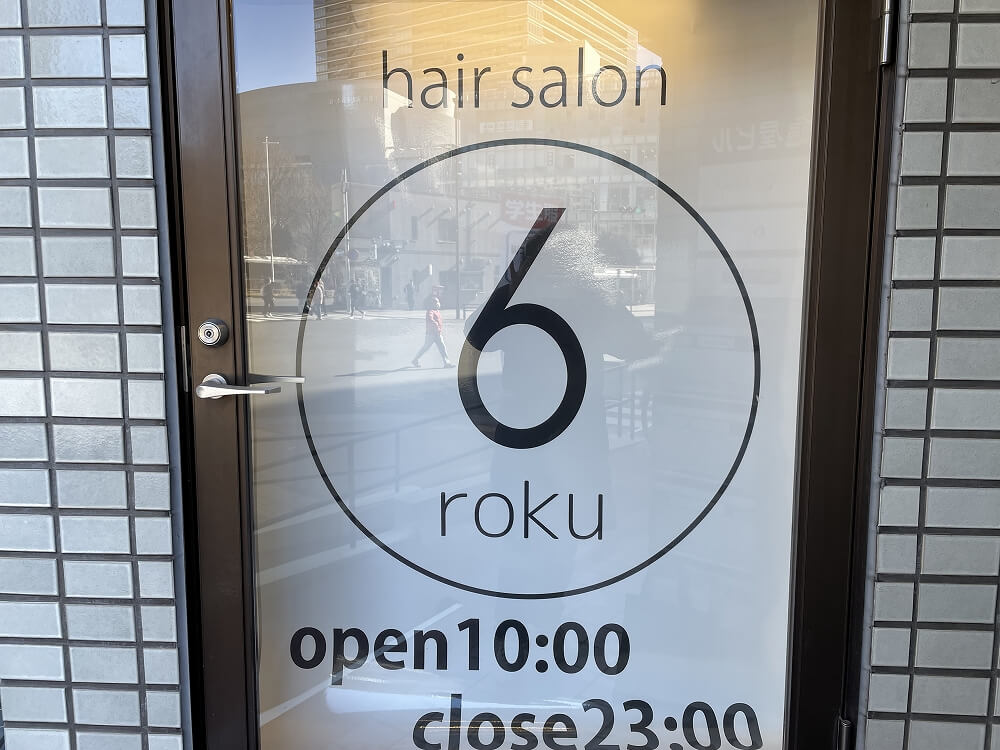 hair salon
6
roku
open10:00
close23:00